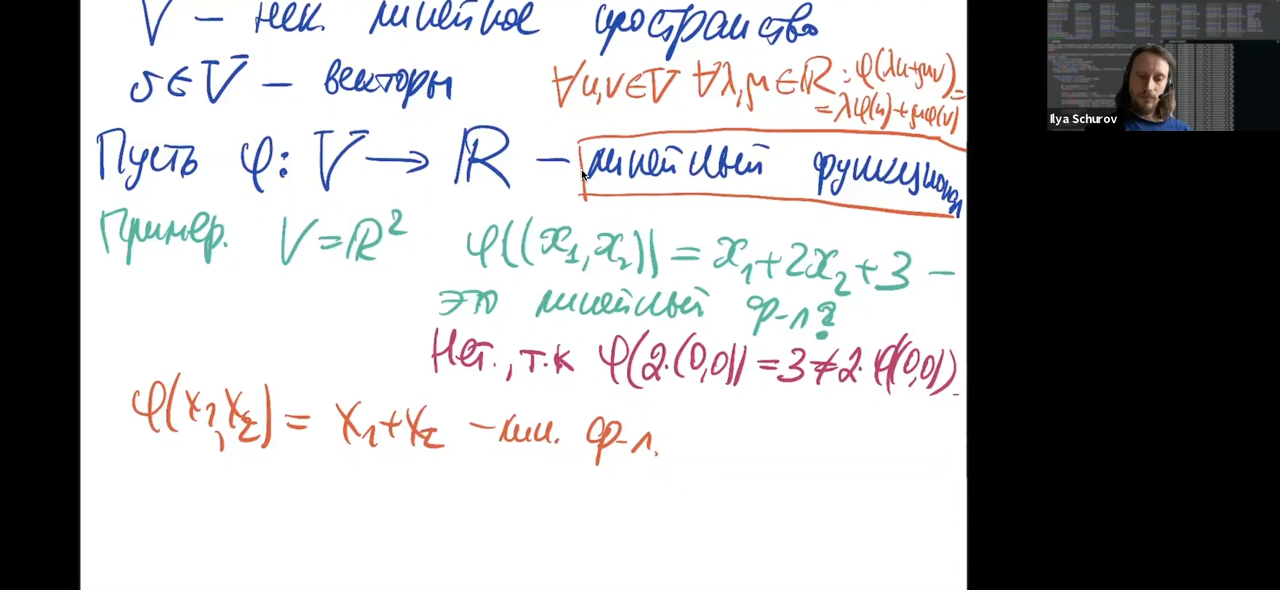 V – нек. линейное пространство
v ∈ V – векторы
∀u,v∈V ∀λ,μ∈ℝ: φ(λu+μv) =
= λφ(u)+μφ(v)
Пусть φ: V → ℝ – линейный функционал
Пример. V=ℝ² φ((x₁,x₂)) = x₁+2x₂+3 –
это линейный ф-л?
Нет., т.к φ(2·(0,0)) = 3 ≠ 2·φ(0,0).
φ(x₁,x₂) = x₁+x₂ – лин. ф-л.
Ilya Schurov